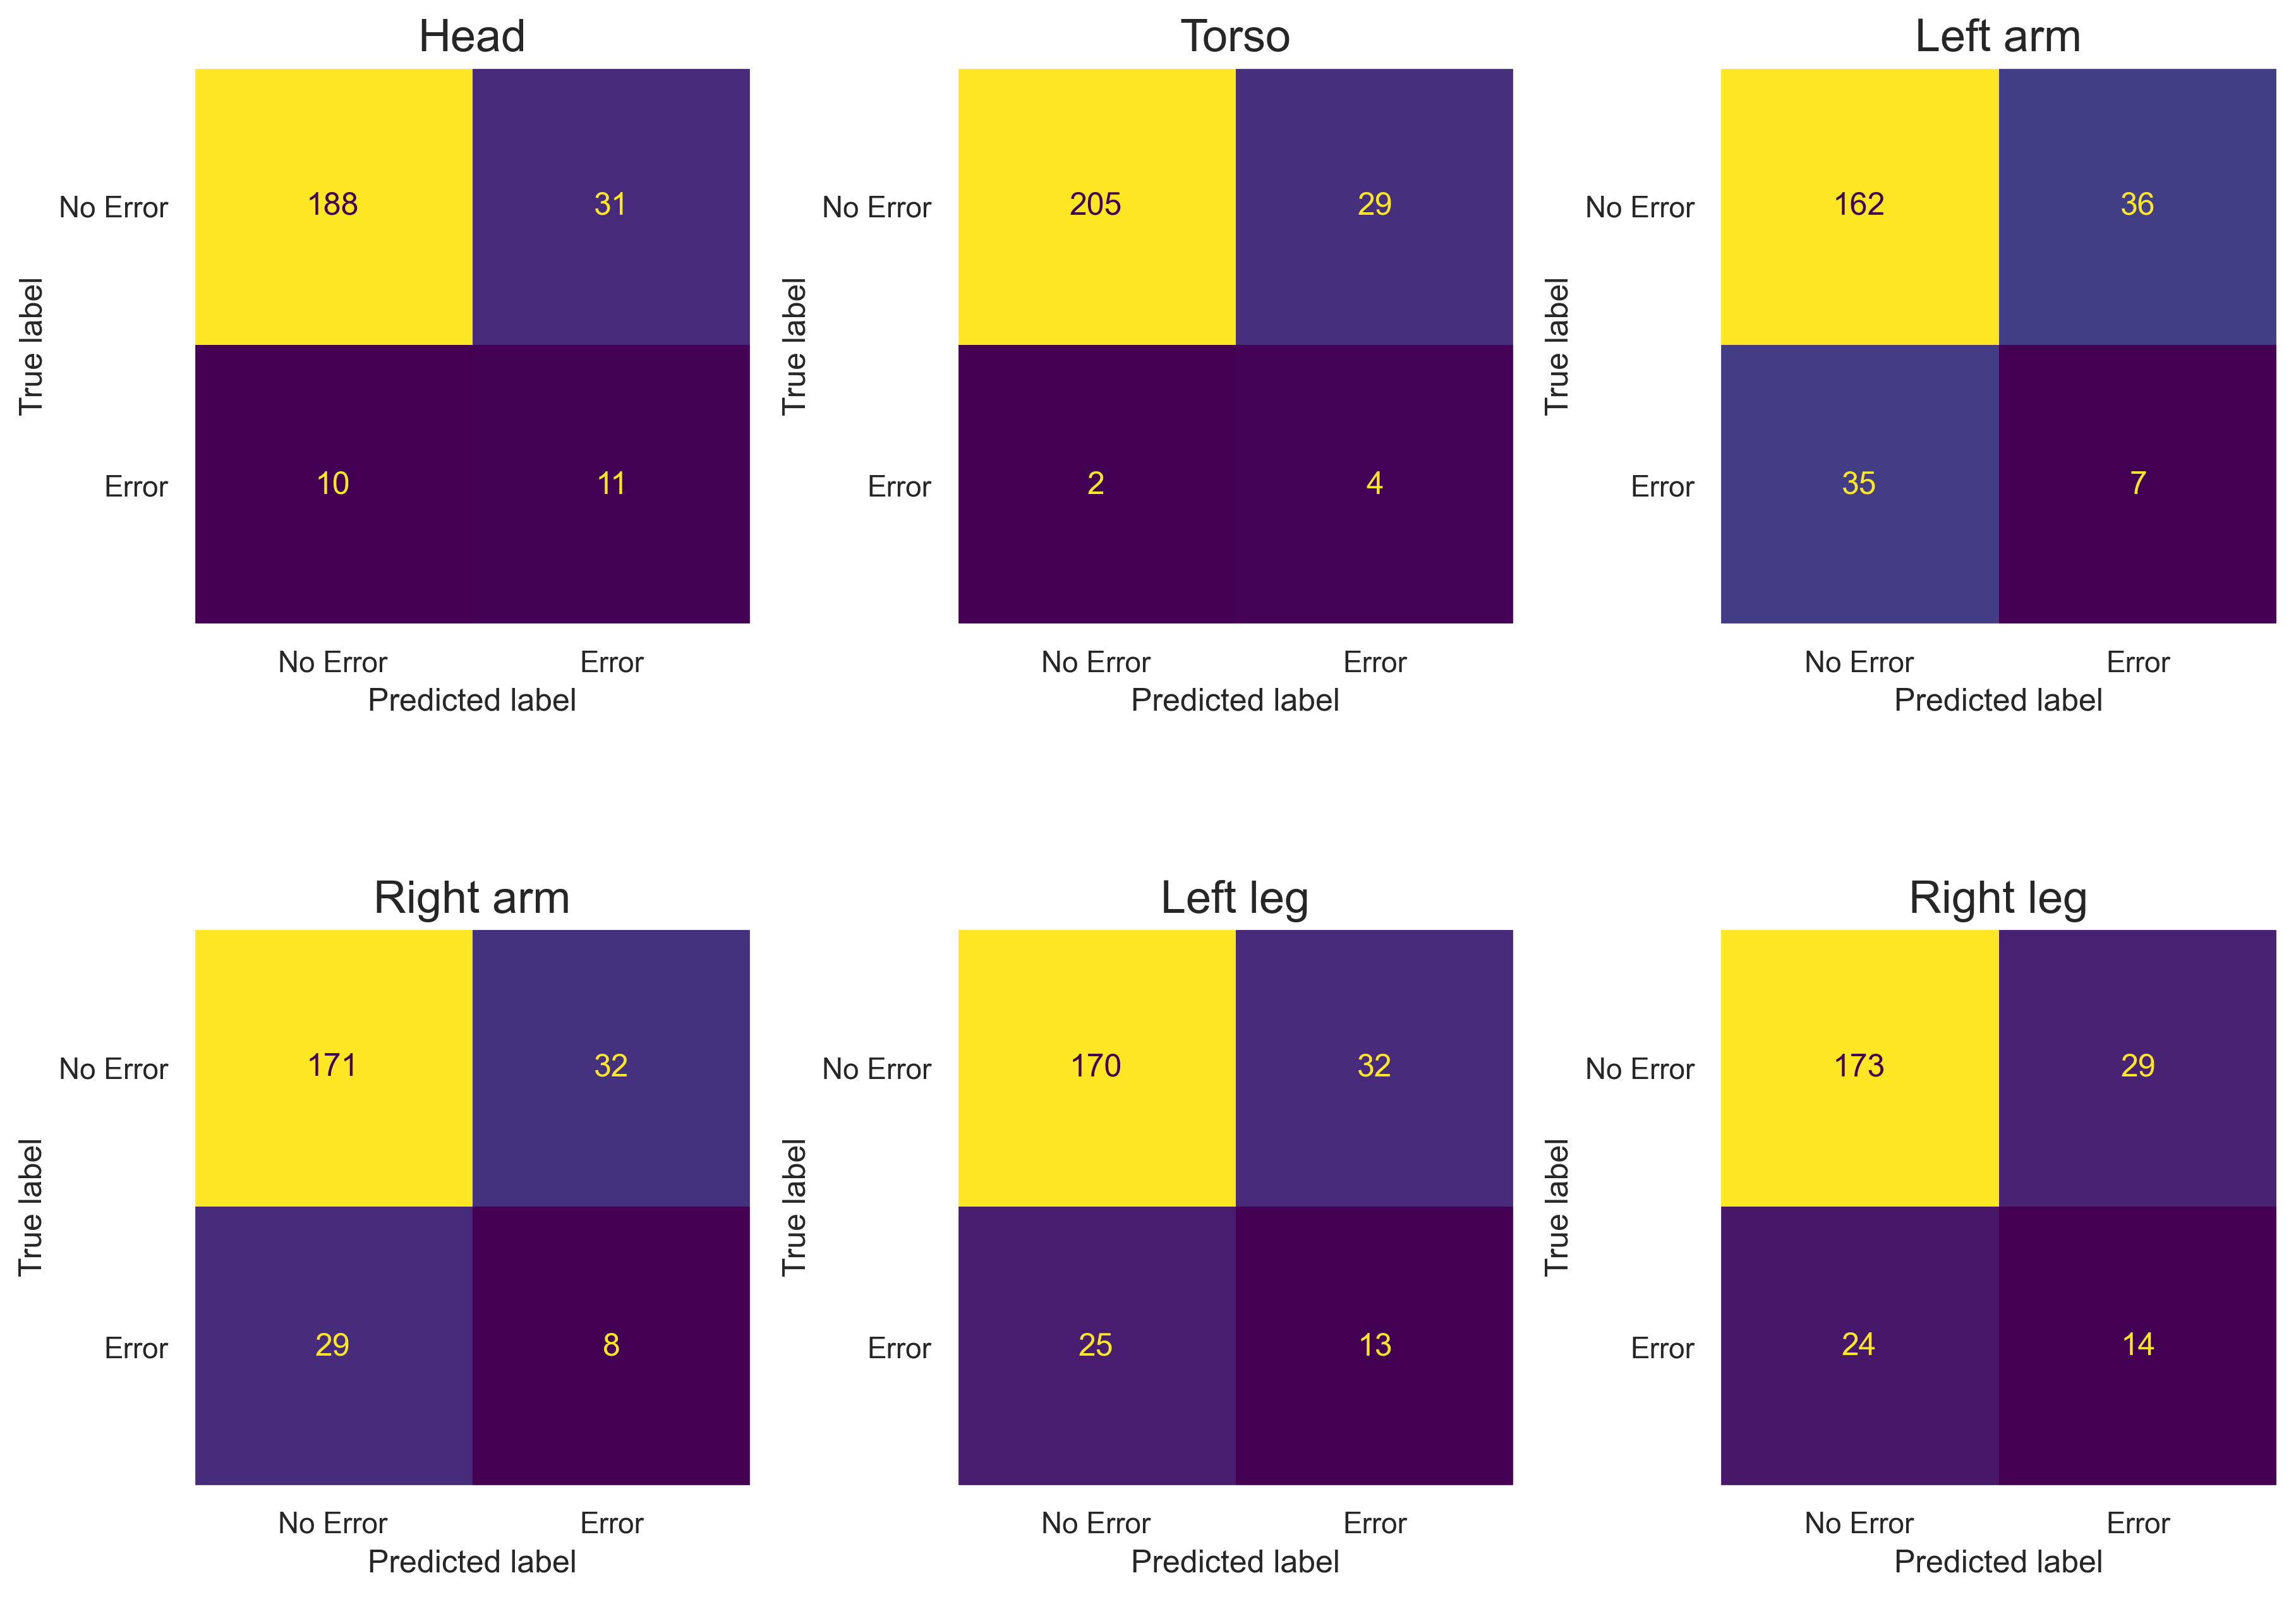 Head
Torso
Left arm
No Error 188 31
No Error 205 29
No Error 162 36
True label
True label
True label
Error 10 11
Error 2 4
Error 35 7
No Error Error
No Error Error
No Error Error
Predicted label
Predicted label
Predicted label
Right arm
Left leg
Right leg
No Error 171 32
No Error 170 32
No Error 173 29
True label
True label
True label
Error 29 8
Error 25 13
Error 24 14
No Error Error
No Error Error
No Error Error
Predicted label
Predicted label
Predicted label